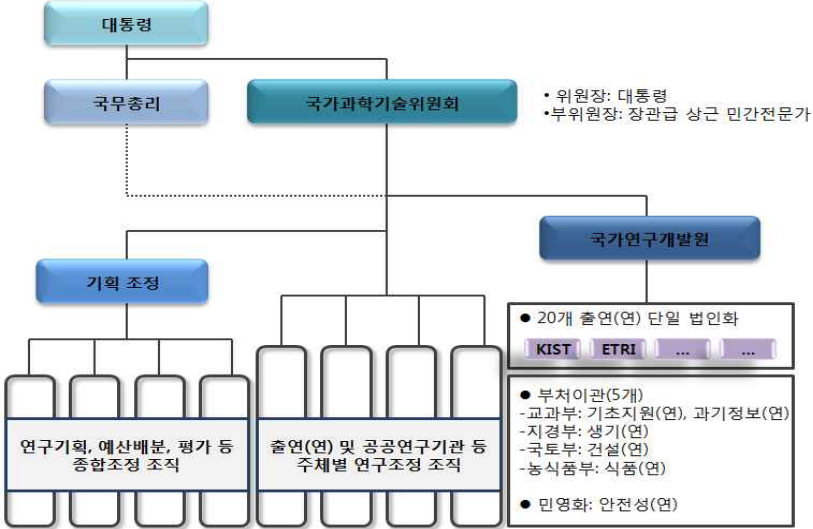 대통령
국무총리
국가과학기술위원회
• 위원장: 대통령
•부위원장: 장관급 상근 민간전문가
국가연구개발원
기획 조정
● 20개 출연(연) 단일 법인화
KIST ETRI ... ...
● 부처이관(5개)
-교과부: 기초지원(연), 과기정보(연)
-지경부: 생기(연)
-국토부: 건설(연)
-농식품부: 식품(연)
● 민영화: 안전성(연)
연구기획, 예산배분, 평가 등
종합조정 조직
출연(연) 및 공공연구기관 등
주체별 연구조정 조직